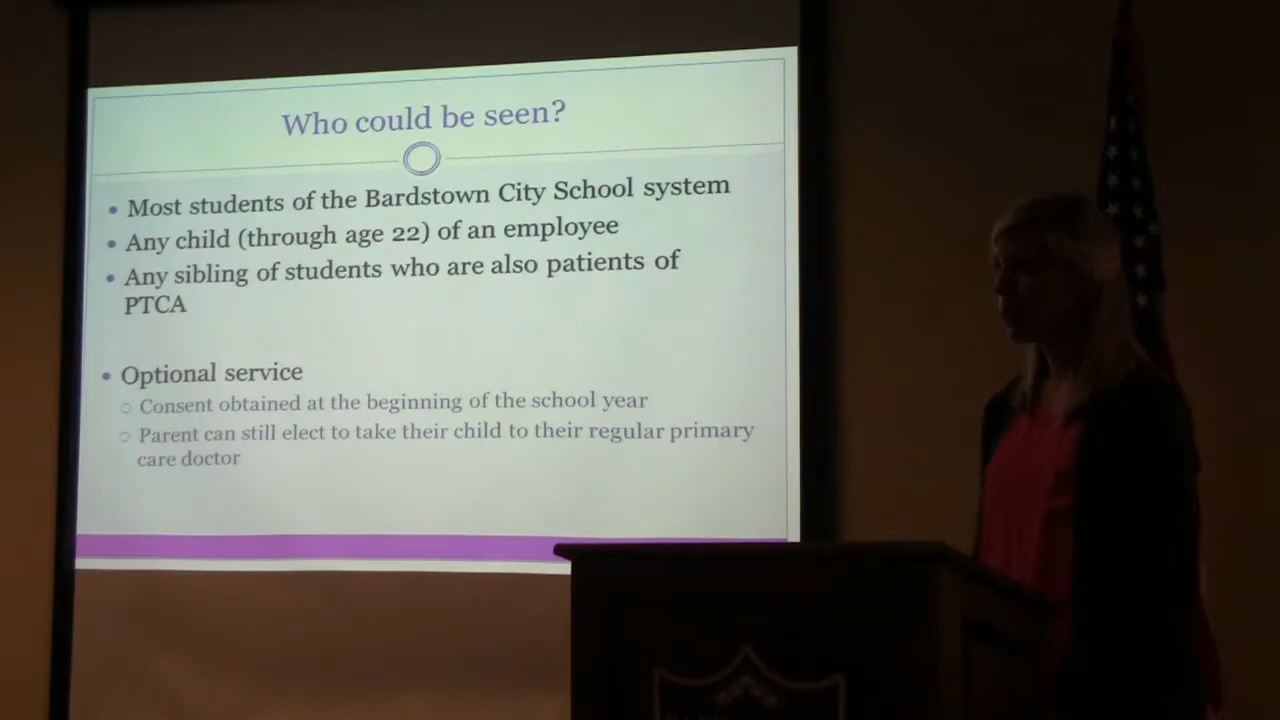 Who could be seen?
Most students of the Bardstown City School system
Any child (through age 22) of an employee
Any sibling of students who are also patients of
PTCA
Optional service
Consent obtained at the beginning of the school year
Parent can still elect to take their child to their regular primary
care doctor